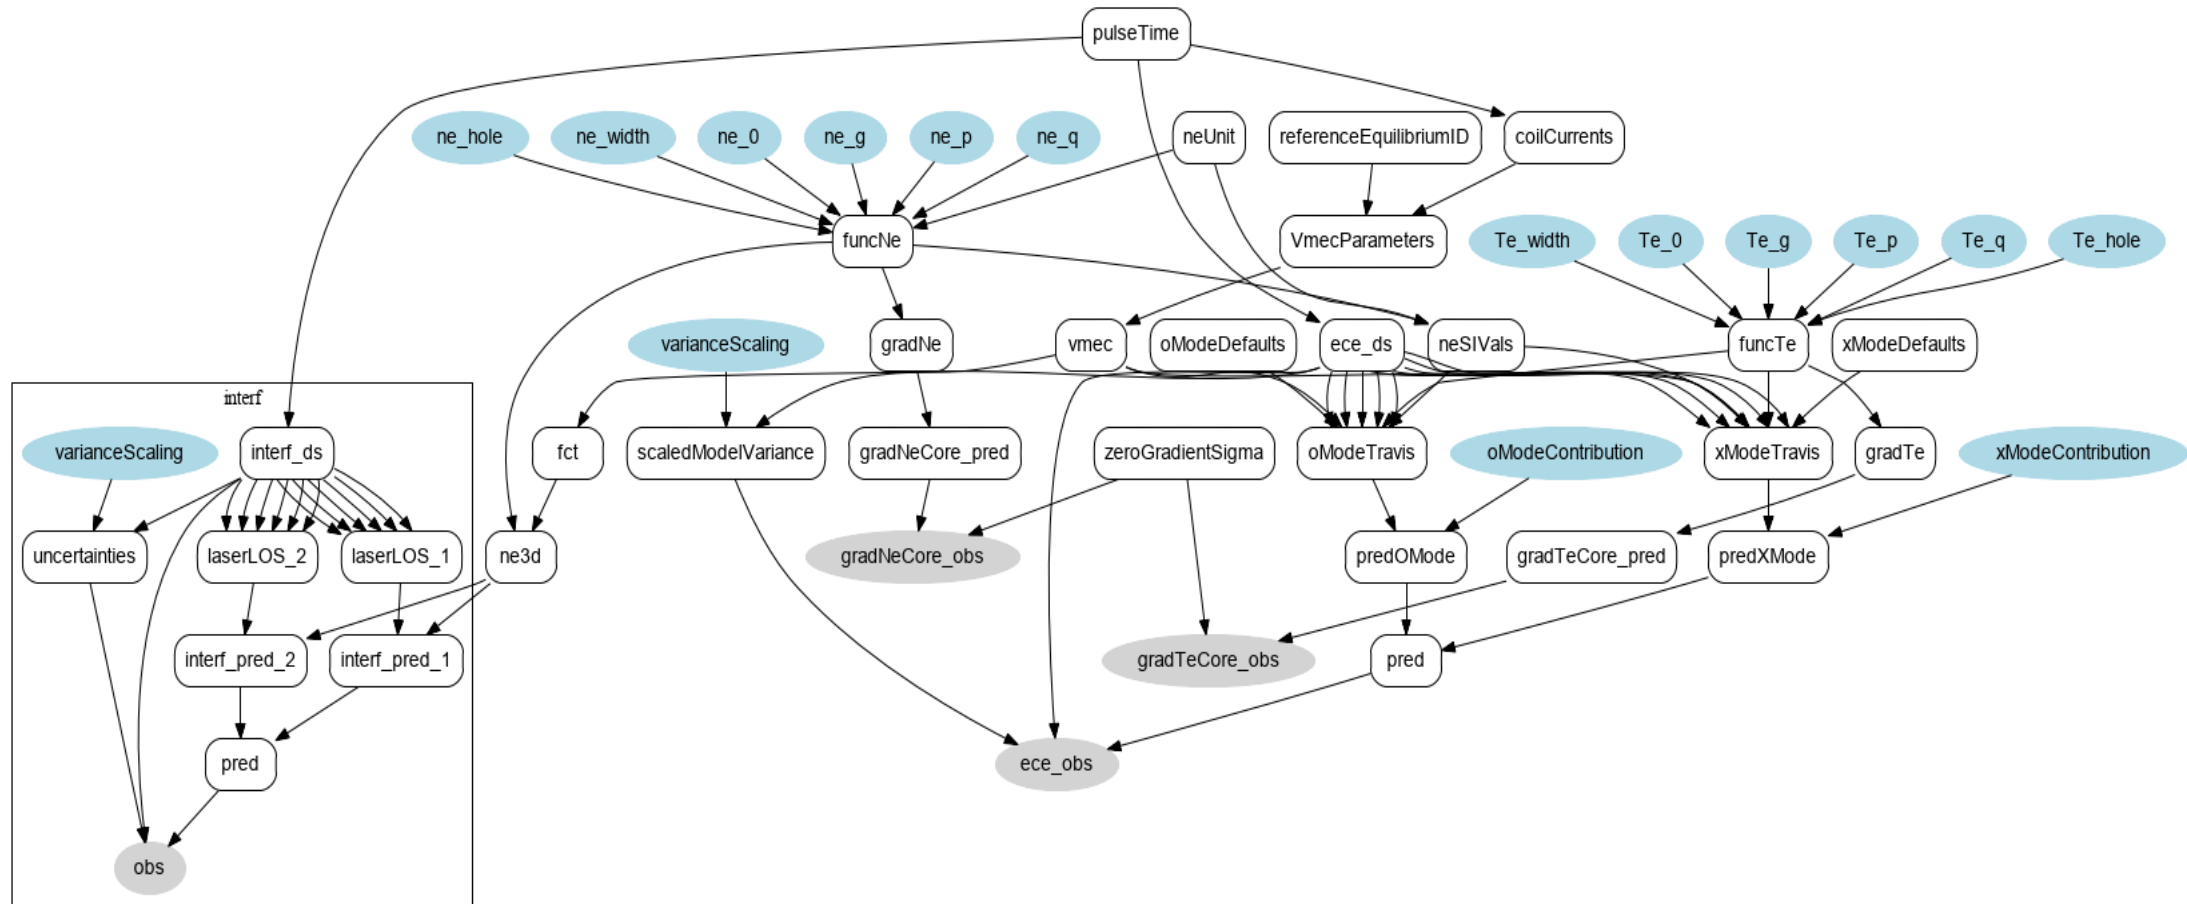 pulseTime
ne_hole
ne_width
ne_0
ne_g
ne_p
ne_q
neUnit
referenceEquilibriumID
coilCurrents
funcNe
VmecParameters
Te_width
Te_0
Te_g
Te_p
Te_q
Te_hole
varianceScaling
gradNe
vmec
oModeDefaults
ece_ds
neSIVals
funcTe
xModeDefaults
interf
varianceScaling
interf_ds
fct
scaledModelVariance
gradNeCore_pred
zeroGradientSigma
oModeTravis
oModeContribution
xModeTravis
gradTe
xModeContribution
uncertainties
laserLOS_2
laserLOS_1
ne3d
gradNeCore_obs
predOMode
gradTeCore_pred
predXMode
interf_pred_2
interf_pred_1
gradTeCore_obs
pred
pred
ece_obs
obs